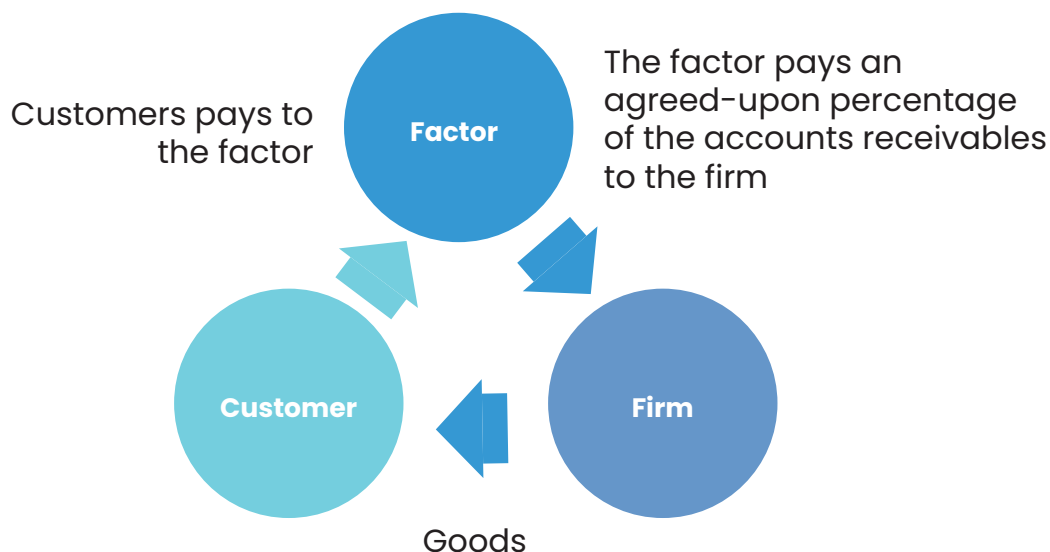 Factor
The factor pays an
agreed-upon percentage
of the accounts receivables
to the firm
Customers pays to
the factor
Customer
Firm
Goods